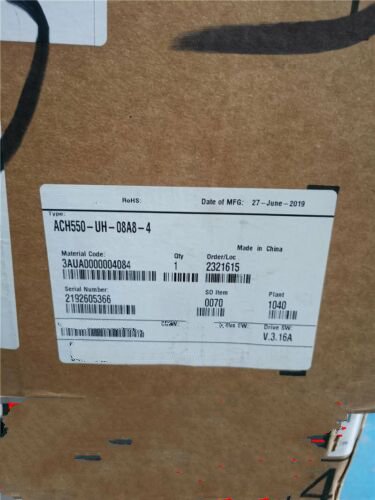 RoHS: Date of MFG: 27-June-2019
Type:
ACH550-UH-08A8-4
Made in China
Material Code: Qty Order/Loc
3AUA0000004084 1 2321615
Serial Number: SO Item Plant
2192605366 0070 1040
Drive SW:
V.3.16A
4